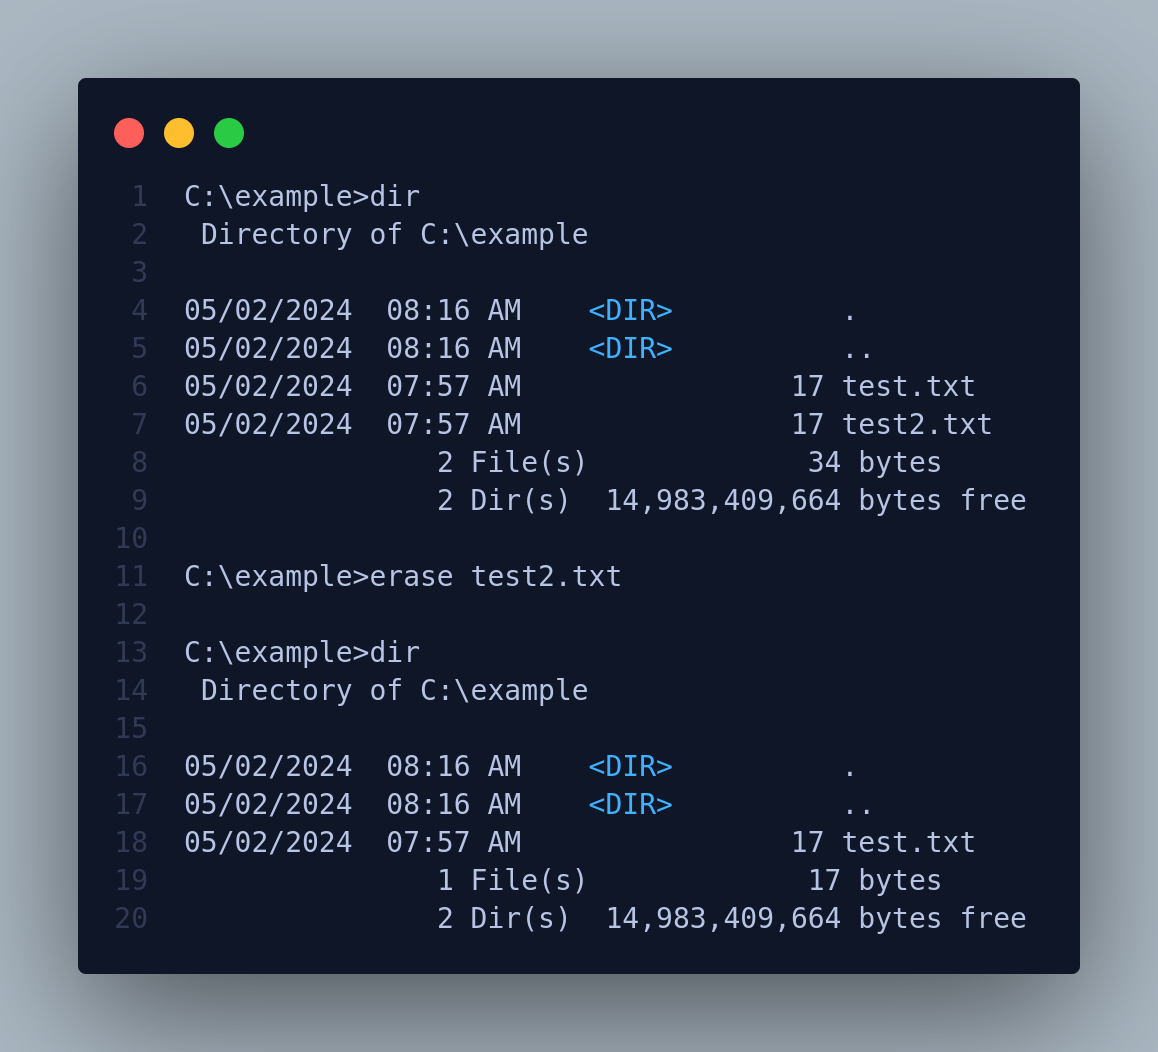 1 C:\example>dir
2  Directory of C:\example
3
4 05/02/2024  08:16 AM    <DIR>          .
5 05/02/2024  08:16 AM    <DIR>          ..
6 05/02/2024  07:57 AM                17 test.txt
7 05/02/2024  07:57 AM                17 test2.txt
8                2 File(s)             34 bytes
9                2 Dir(s)  14,983,409,664 bytes free
10
11 C:\example>erase test2.txt
12
13 C:\example>dir
14  Directory of C:\example
15
16 05/02/2024  08:16 AM    <DIR>          .
17 05/02/2024  08:16 AM    <DIR>          ..
18 05/02/2024  07:57 AM                17 test.txt
19                1 File(s)             17 bytes
20                2 Dir(s)  14,983,409,664 bytes free